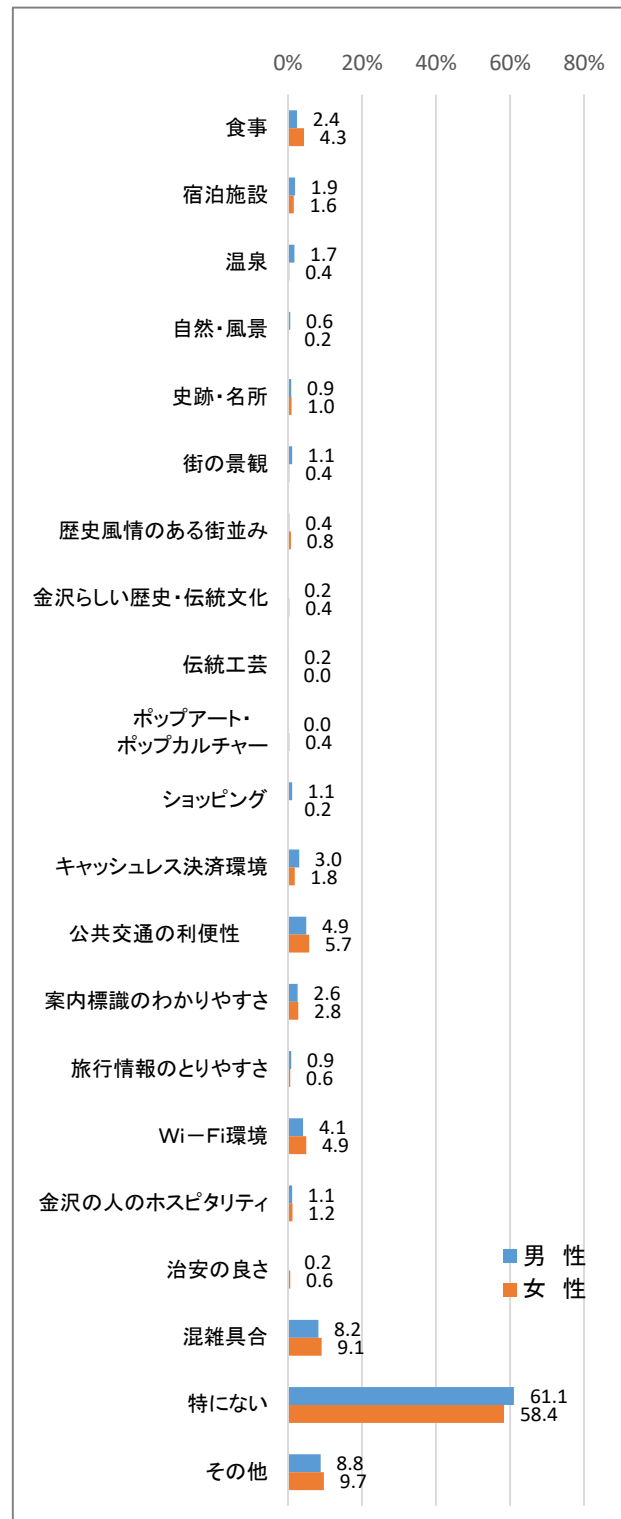 0% 20% 40% 60% 80%
食事 2.4
4.3
宿泊施設 1.9
1.6
温泉 1.7
0.4
自然・風景 0.6
0.2
史跡・名所 0.9
1.0
街の景観 1.1
0.4
歴史風情のある街並み 0.4
0.8
金沢らしい歴史・伝統文化 0.2
0.4
伝統工芸 0.2
0.0
ポップアート・
ポップカルチャー 0.0
0.4
ショッピング 1.1
0.2
キャッシュレス決済環境 3.0
1.8
公共交通の利便性 4.9
5.7
案内標識のわかりやすさ 2.6
2.8
旅行情報のとりやすさ 0.9
0.6
Wi－Fi環境 4.1
4.9
金沢の人のホスピタリティ 1.1
1.2
治安の良さ 0.2
0.6
男 性
女 性
混雑具合 8.2
9.1
特にない 61.1
58.4
その他 8.8
9.7